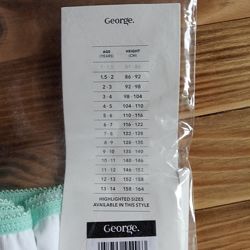 George.
AGE HEIGHT
(YEARS) (CM)
1.5 - 2 86 - 92
2 - 3 92 - 98
3 - 4 98 - 104
4 - 5 104 - 110
5 - 6 110 - 116
6 - 7 116 - 122
7 - 8 122 - 128
8 - 9 128 - 135
9 - 10 135 - 140
10 - 11 140 - 146
11 - 12 146 - 152
12 - 13 152 - 158
13 - 14 158 - 164
HIGHLIGHTED SIZES
AVAILABLE IN THIS STYLE
George.